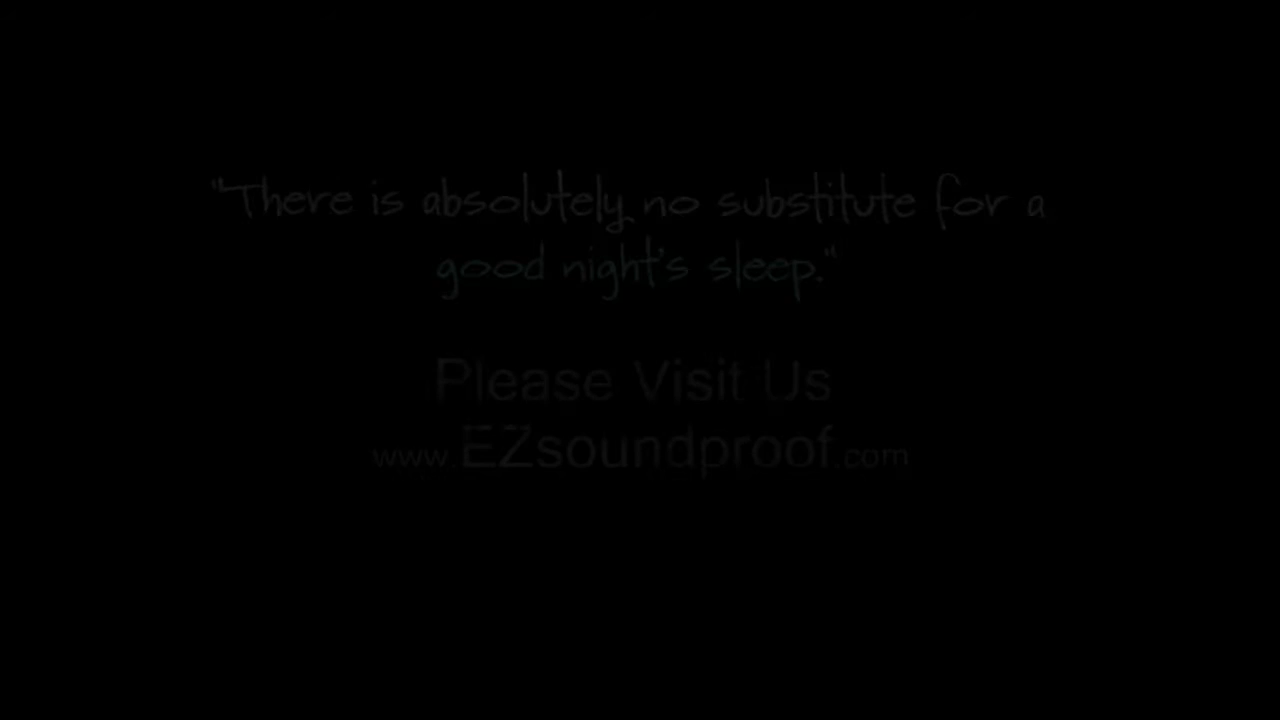 "There is absolutely no substitute for a
good night's sleep."
Please Visit Us
www.EZsoundproof.com